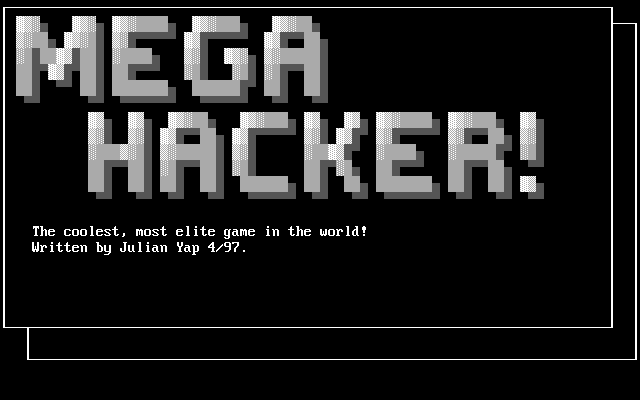 MEGA
HACKER!
The coolest, most elite game in the world!
Written by Julian Yap 4/97.